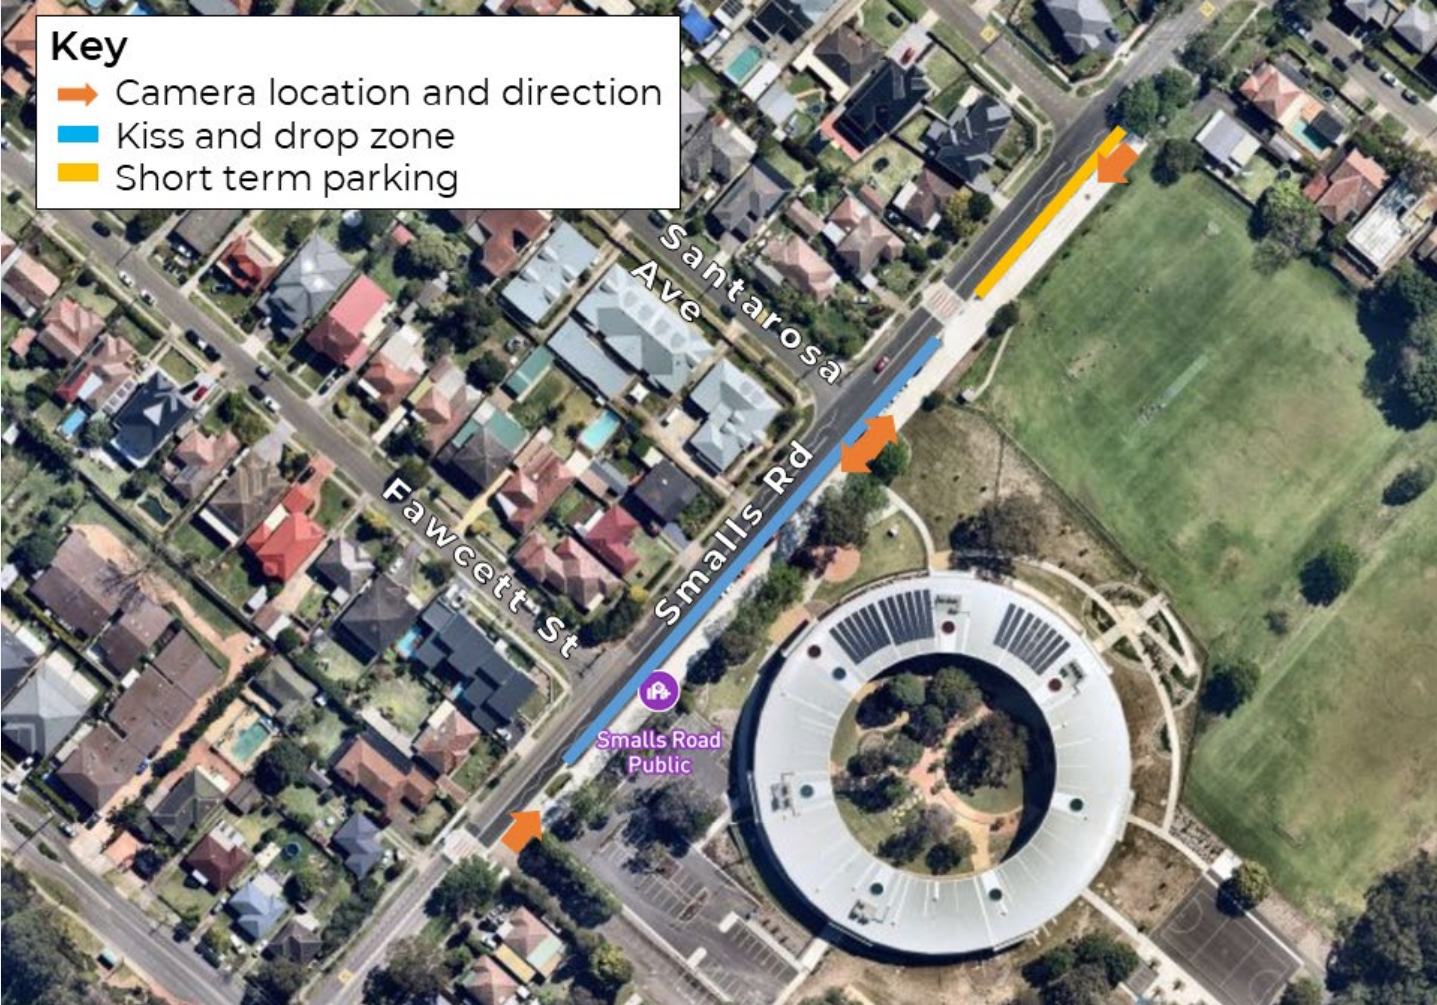 Key
Camera location and direction
Kiss and drop zone
Short term parking
Santarosa
Ave
Smalls Rd
Fawcett St
Smalls Road
Public